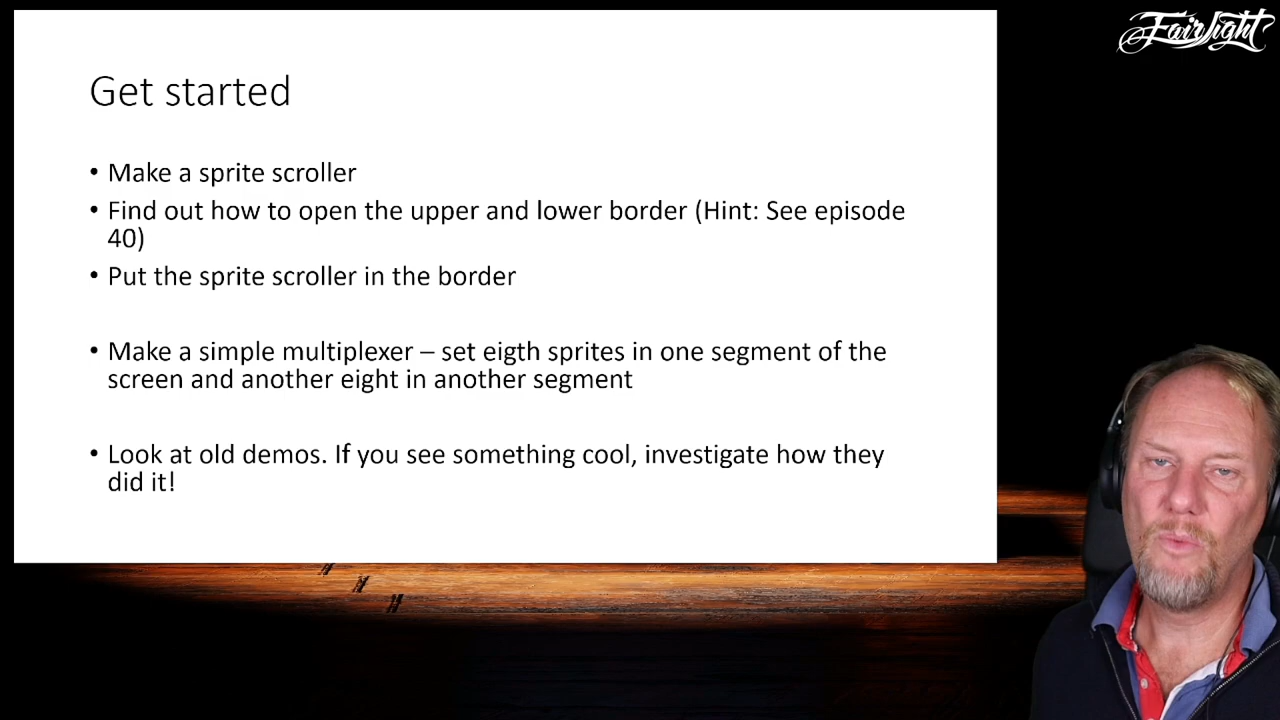 Fairlight
Get started
• Make a sprite scroller
• Find out how to open the upper and lower border (Hint: See episode
40)
• Put the sprite scroller in the border
• Make a simple multiplexer – set eigth sprites in one segment of the
screen and another eight in another segment
• Look at old demos. If you see something cool, investigate how they
did it!